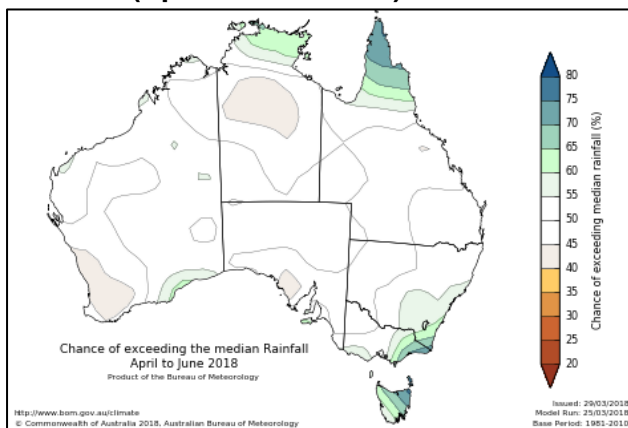 80
75
70
65
60
55
50
45
40
35
30
25
20
Chance of exceeding median rainfall (%)
Chance of exceeding the median Rainfall
April to June 2018
Product of the Bureau of Meteorology
http://www.bom.gov.au/climate
© Commonwealth of Australia 2018, Australian Bureau of Meteorology
Issued: 29/03/2018
Model Run: 25/03/2018
Base Period: 1981-2010